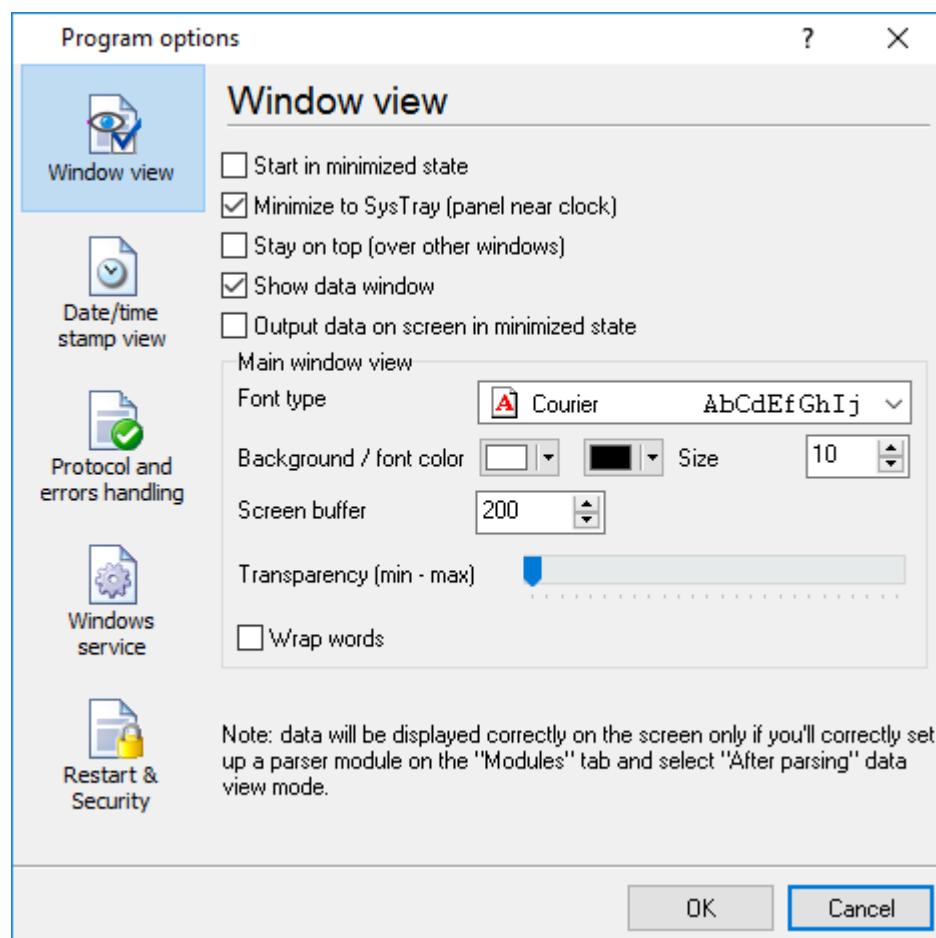 Program options
?
Window view
Window view
Start in minimized state
Minimize to SysTray (panel near clock)
Stay on top (over other windows)
Show data window
Output data on screen in minimized state
Date/time
stamp view
Protocol and
errors handling
Windows
service
Restart &
Security
Main window view
Font type
A Courier AbCdEfGhIj
Background / font color
Size 10
Screen buffer 200
Transparency (min - max)
Wrap words
Note: data will be displayed correctly on the screen only if you'll correctly set
up a parser module on the "Modules" tab and select "After parsing" data
view mode.
OK Cancel